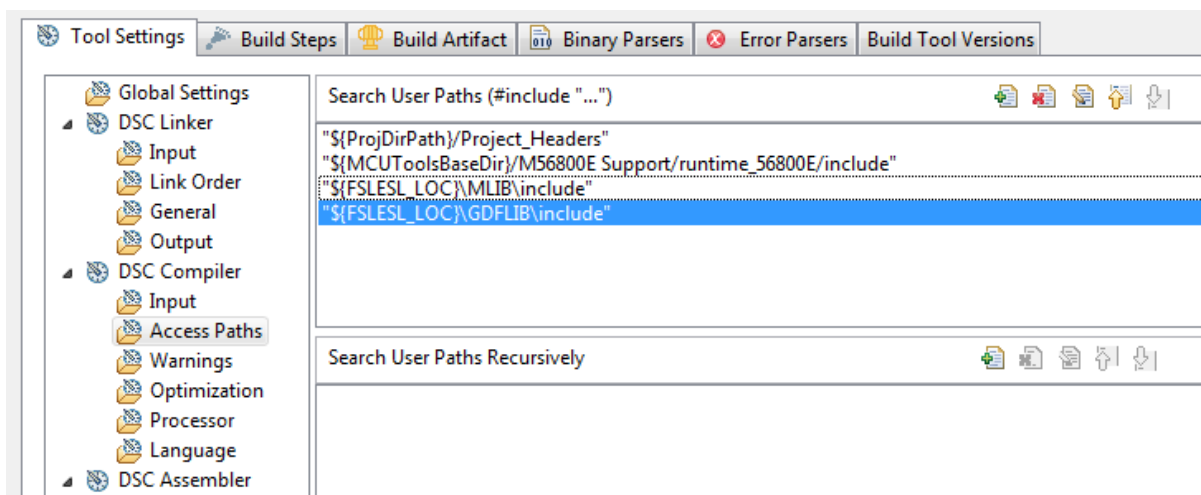 Tool Settings Build Steps Build Artifact Binary Parsers Error Parsers Build Tool Versions
Global Settings
DSC Linker
Input
Link Order
General
Output
DSC Compiler
Input
Access Paths
Warnings
Optimization
Processor
Language
DSC Assembler
Search User Paths (#include "...")
"${ProjDirPath}/Project_Headers"
"${MCUToolsBaseDir}/M56800E Support/runtime_56800E/include"
"${FSLESL_LOC}\MLIB\include"
"${FSLESL_LOC}\GDFLIB\include"
Search User Paths Recursively